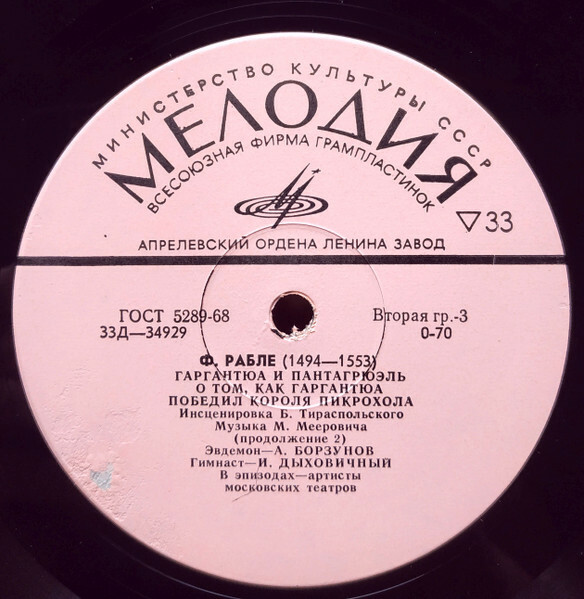 МИНИСТЕРСТВО КУЛЬТУРЫ СССР
МЕЛОДИЯ
ВСЕСОЮЗНАЯ ФИРМА ГРАМПЛАСТИНОК
▽33
АПРЕЛЕВСКИЙ ОРДЕНА ЛЕНИНА ЗАВОД
ГОСТ 5289-68 Вторая гр.-3
33Д—34929 0-70
Ф. РАБЛЕ (1494—1553)
ГАРГАНТЮА И ПАНТАГРЮЭЛЬ
О ТОМ, КАК ГАРГАНТЮА
ПОБЕДИЛ КОРОЛЯ ПИКРОХОЛА
Инсценировка Б. Тираспольского
Музыка М. Мееровича
(продолжение 2)
Эвдемон—А. БОРЗУНОВ
Гимнаст—И. ДЫХОВИЧНЫЙ
В эпизодах—артисты
московских театров